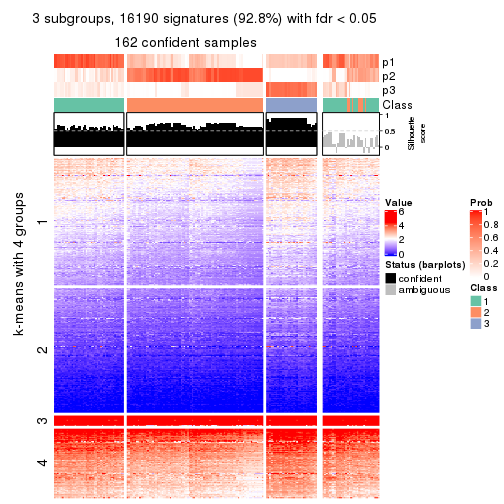 3 subgroups, 16190 signatures (92.8%) with fdr < 0.05
162 confident samples
p1
p2
p3
Class
1
0.5
0
Silhouette
score
k-means with 4 groups
1
2
3
4
Value
6
4
2
0
Status (barplots)
confident
ambiguous
Prob
1
0.8
0.6
0.4
0.2
0
Class
1
2
3